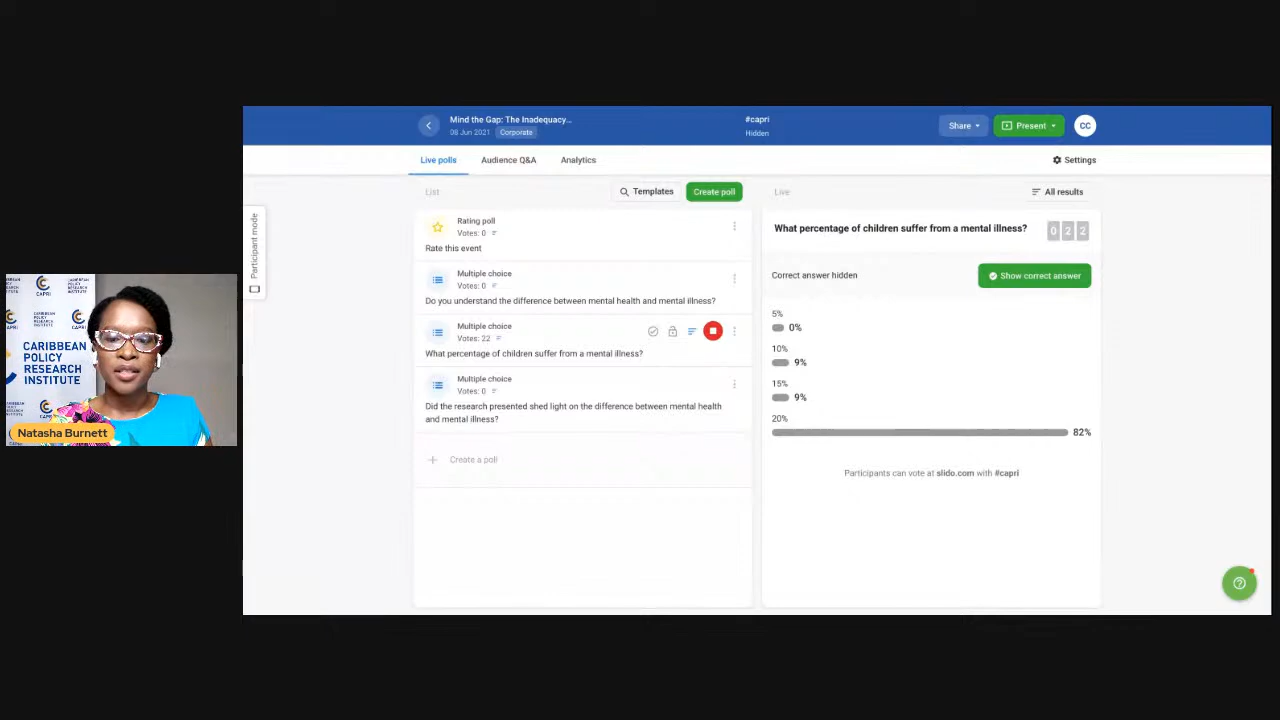 Mind the Gap: The Inadequacy...
08 Jun 2021 Corporate
#capri
Hidden
Share
Present
CC
Live polls
Audience Q&A
Analytics
Settings
Participant mode
List
Templates
Create poll
Rating poll
Votes: 0
Rate this event
Multiple choice
Votes: 0
Do you understand the difference between mental health and mental illness?
Multiple choice
Votes: 22
What percentage of children suffer from a mental illness?
Multiple choice
Votes: 0
Did the research presented shed light on the difference between mental health
and mental illness?
Create a poll
Live
All results
What percentage of children suffer from a mental illness?
022
Correct answer hidden
Show correct answer
5%
0%
10%
9%
15%
9%
20%
82%
Participants can vote at slido.com with #capri
CAPRI
CARIBBEAN
POLICY
RESEARCH
INSTITUTE
Natasha Burnett